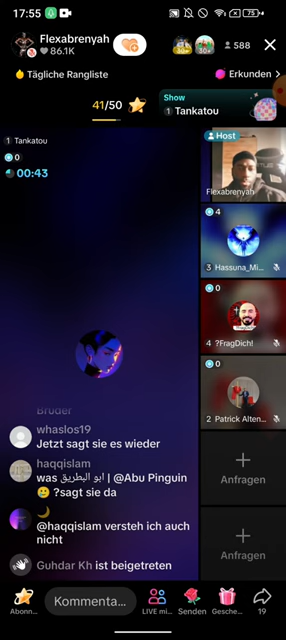 17:55
75
Flexabrenyah
86.1K
30+
30+
588
Tägliche Rangliste
Erkunden >
41/50
Show
1 Tankatou
1 Tankatou
0
00:43
Host
Flexabrenyah
4
3 Hassuna_Mi...
0
4 ?FragDich!
0
2 Patrick Alten...
Bruder
whaslos19
Jetzt sagt sie es wieder
haqqislam
was ابو البطريق | @Abu Pinguin
🙂 ?sagt sie da
🌙
@haqqislam versteh ich auch
nicht
Guhdar Kh ist beigetreten
+
Anfragen
+
Anfragen
Abonn...
Kommenta...
LIVE mi...
Senden
Gesche...
19